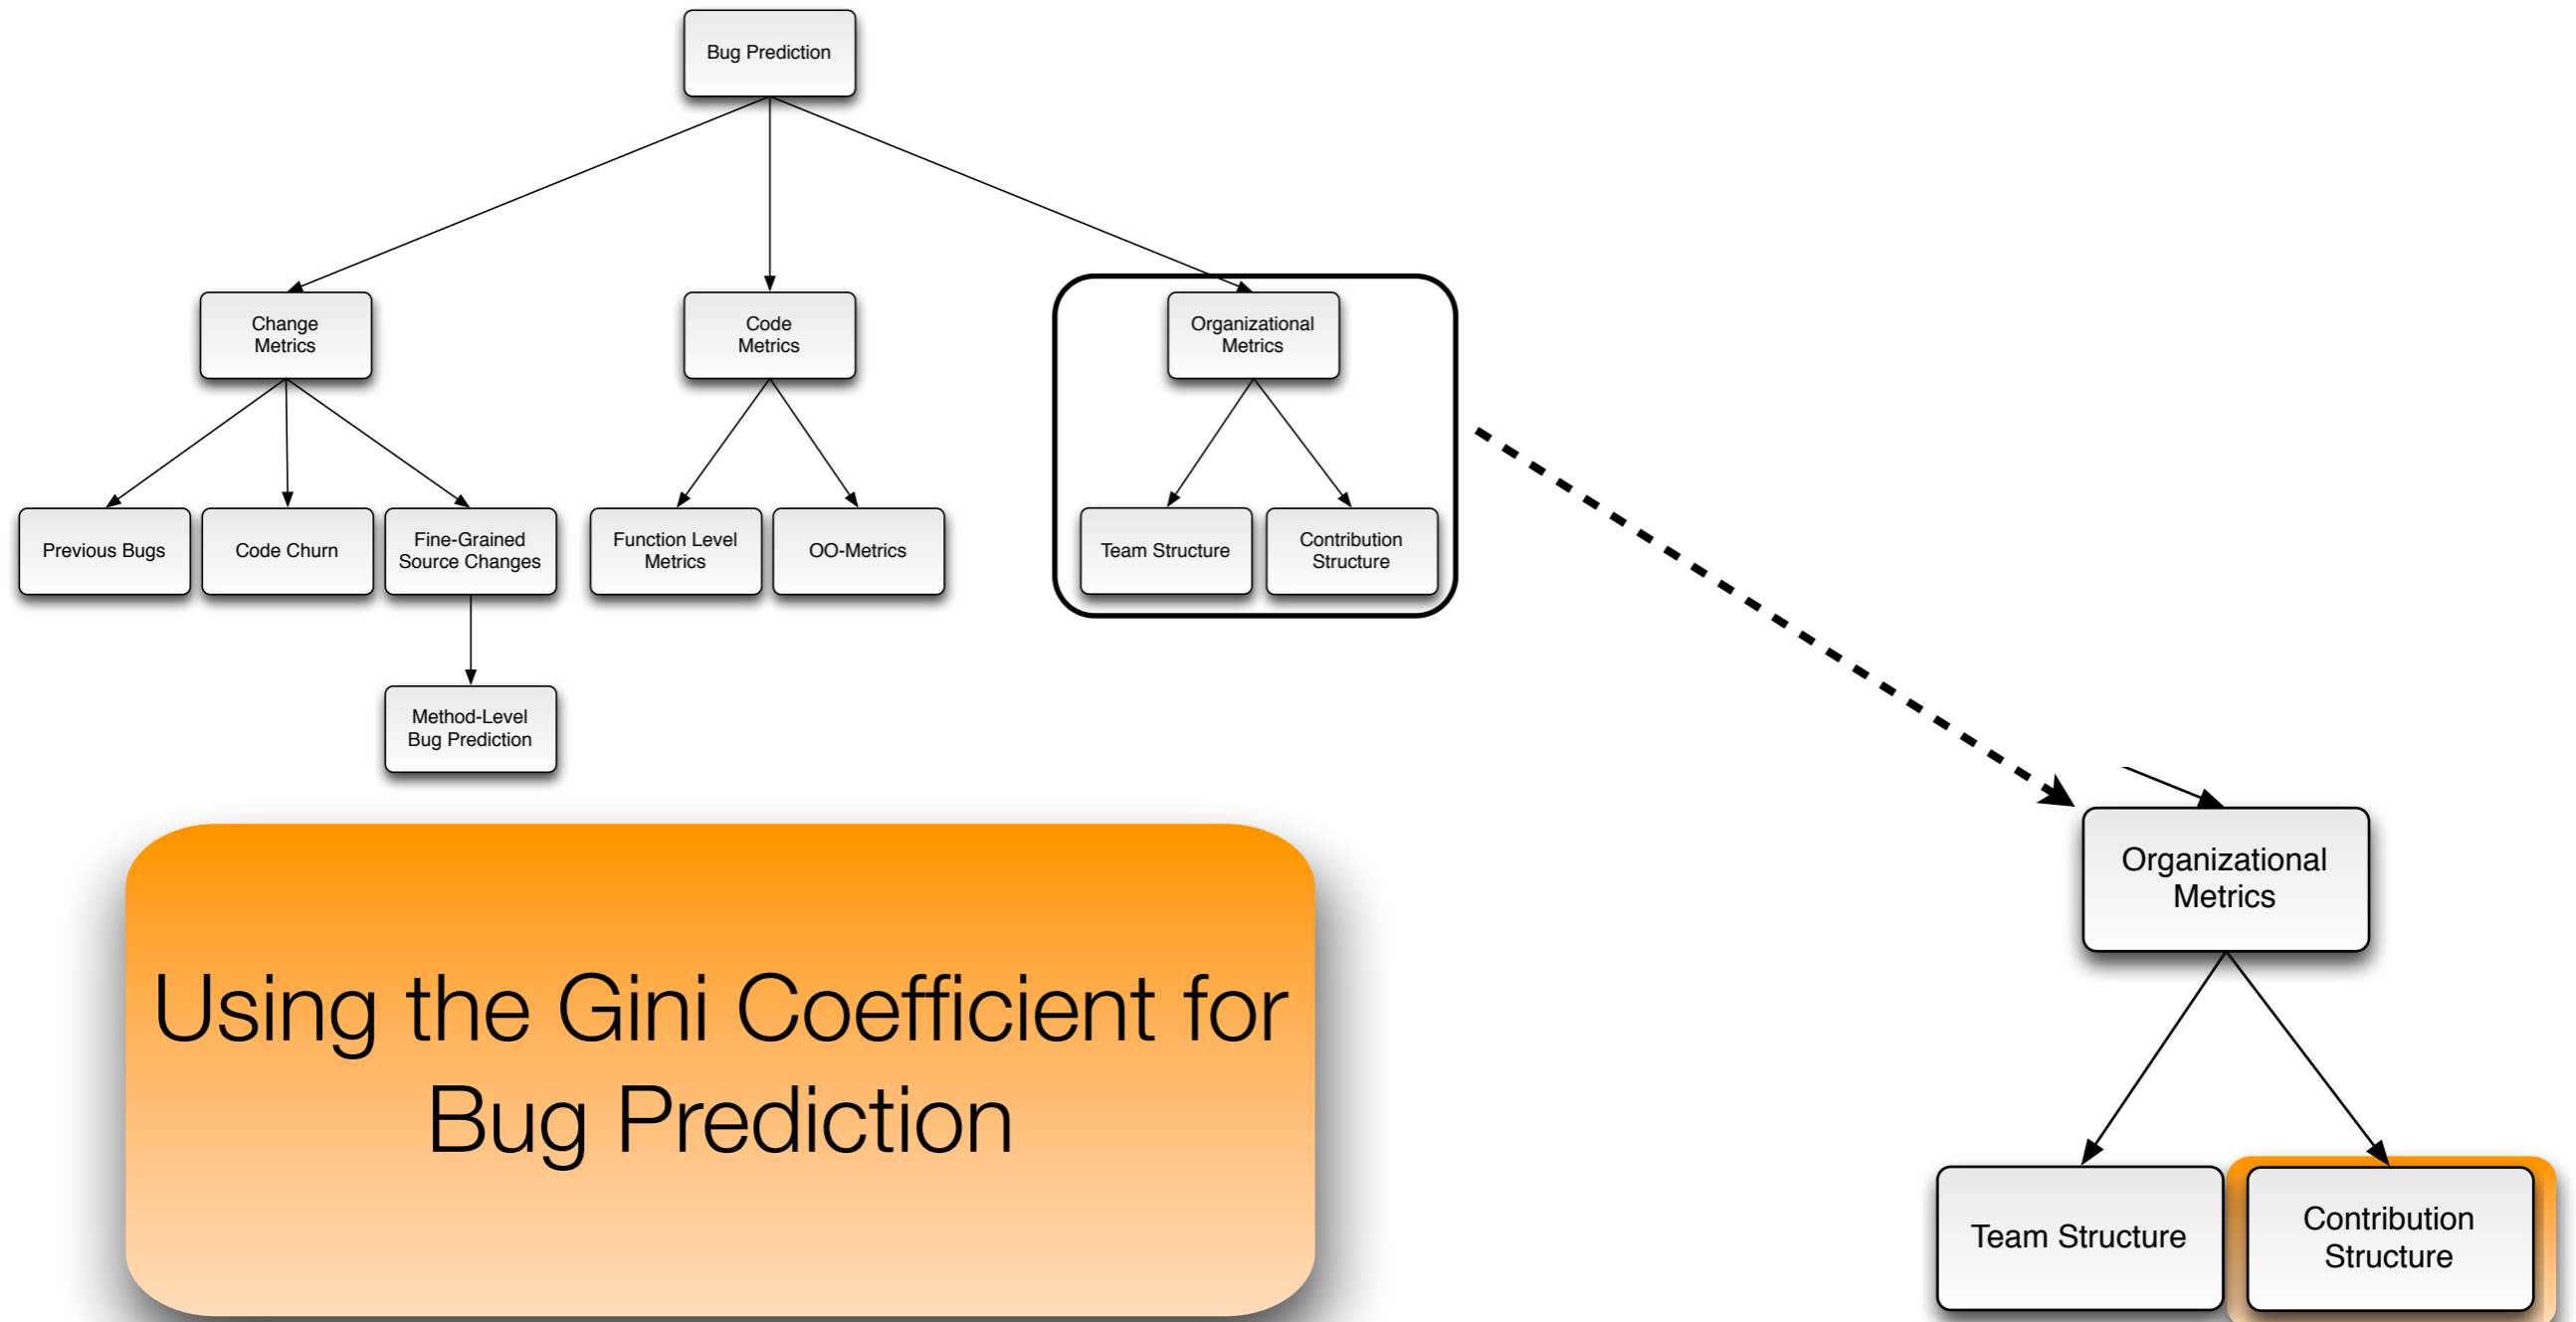 Bug Prediction
Change
Metrics
Code
Metrics
Organizational
Metrics
Previous Bugs
Code Churn
Fine-Grained
Source Changes
Function Level
Metrics
OO-Metrics
Team Structure
Contribution
Structure
Method-Level
Bug Prediction
Using the Gini Coefficient for
Bug Prediction
Organizational
Metrics
Team Structure
Contribution
Structure